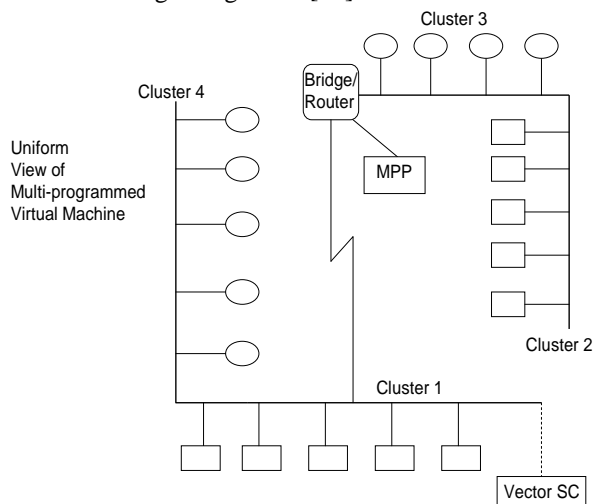 Cluster 3
Bridge/
Router
Cluster 4
Uniform
View of
Multi-programmed
Virtual Machine
MPP
Cluster 2
Cluster 1
Vector SC